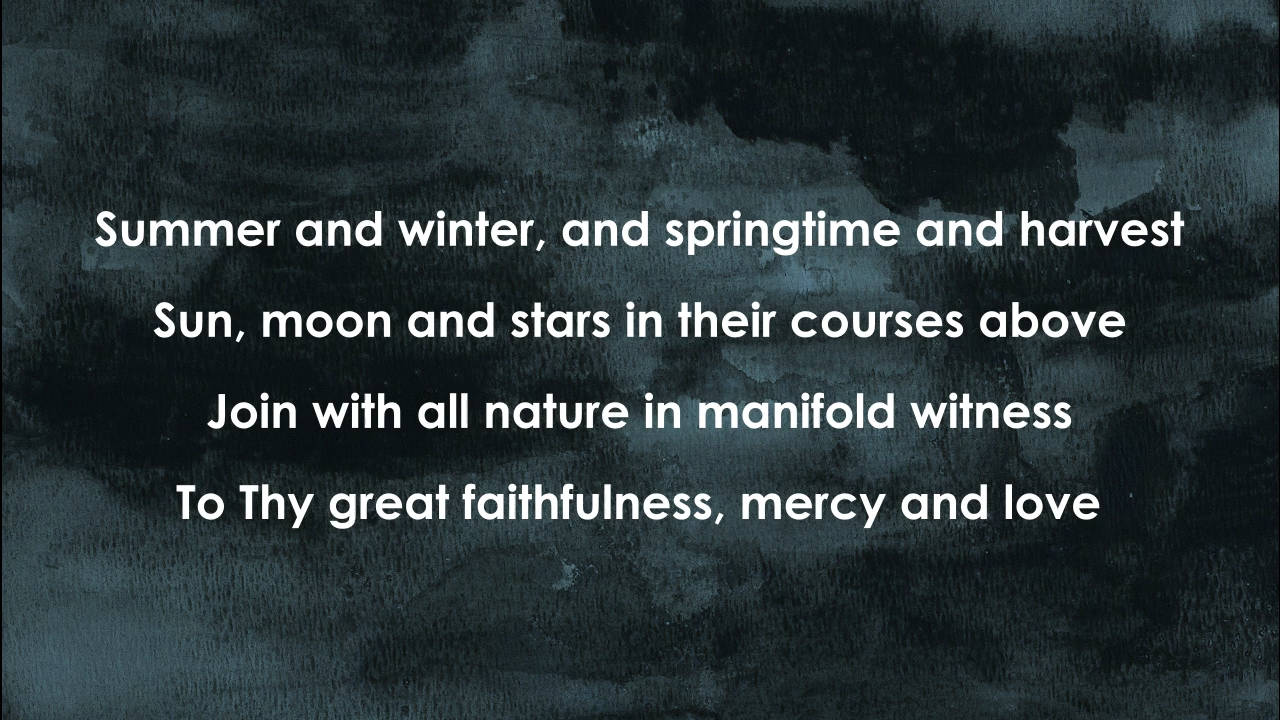 Summer and winter, and springtime and harvest
Sun, moon and stars in their courses above
Join with all nature in manifold witness
To Thy great faithfulness, mercy and love